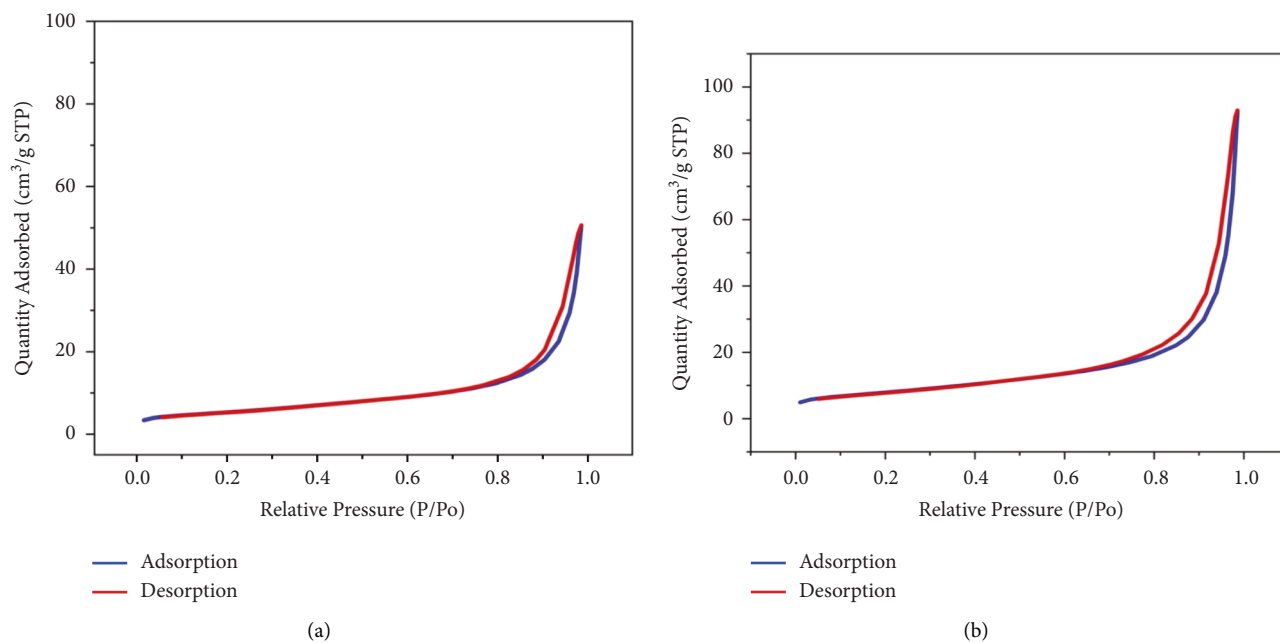 100
80
60
40
20
0
Quantity Adsorbed (cm³/g STP)
0.0 0.2 0.4 0.6 0.8 1.0
Relative Pressure (P/Po)
Adsorption
Desorption
(a)
100
80
60
40
20
0
Quantity Adsorbed (cm³/g STP)
0.0 0.2 0.4 0.6 0.8 1.0
Relative Pressure (P/Po)
Adsorption
Desorption
(b)